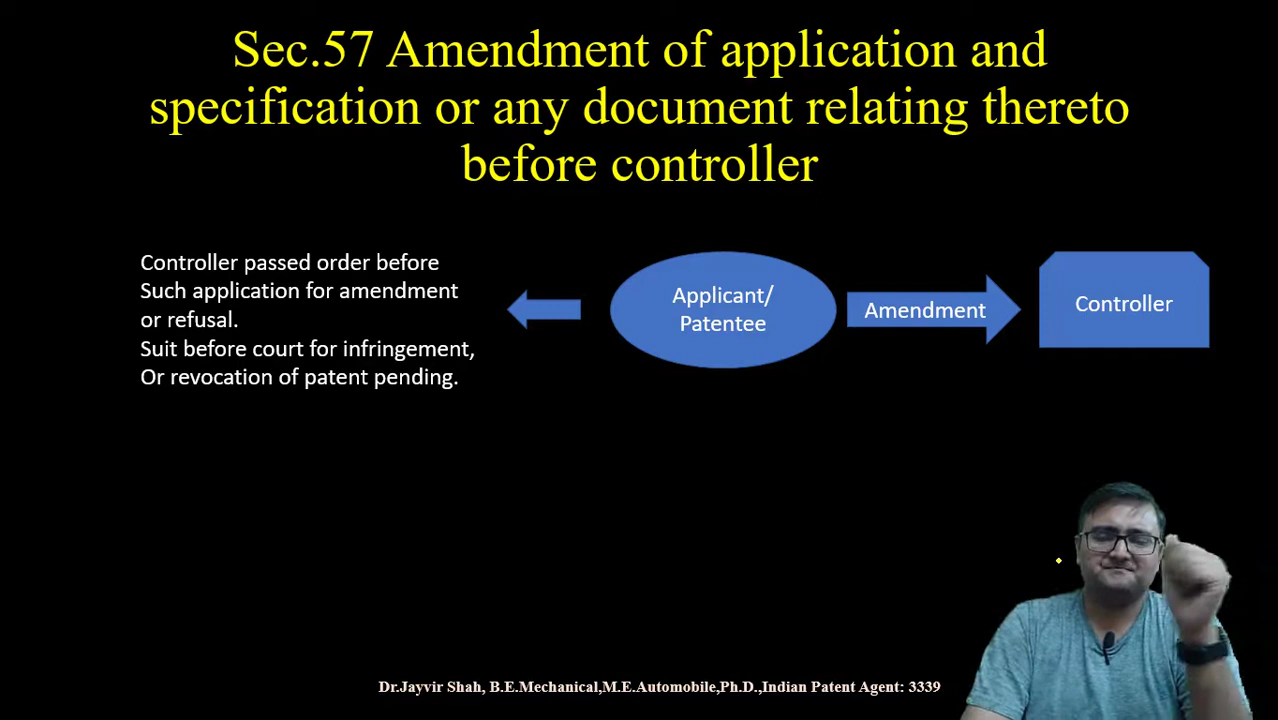 Sec.57 Amendment of application and
specification or any document relating thereto
before controller
Controller passed order before
Such application for amendment
or refusal.
Suit before court for infringement,
Or revocation of patent pending.
Applicant/
Patentee
Amendment
Controller
Dr.Jayvir Shah, B.E.Mechanical,M.E.Automobile,Ph.D.,Indian Patent Agent: 3339